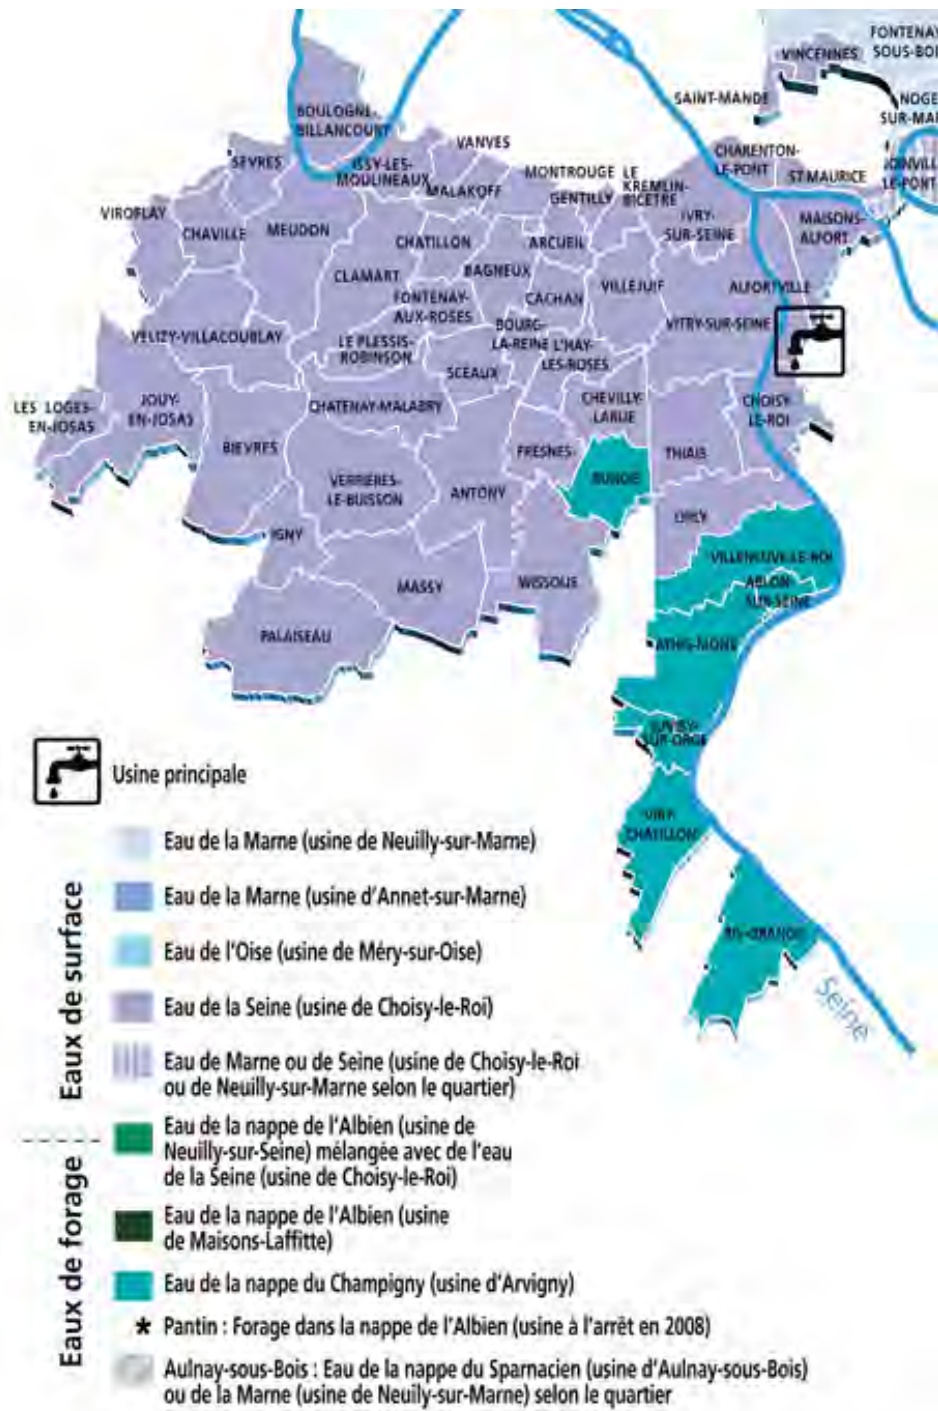 FONTENAY
SOUS-BOI
VINCENNES
SAINT-MANDE
NOGE
SUR-MAR
BOULOGNE-
BILLANCOURT
VANVES
CHARENTON-
LE-PONT
JOINVILL
LE-PONT
SEVRES
ISSY-LES-
MOULINEAUX
MALAKOFF
MONTROUGE
LE
KREMLIN-
BICETRE
GENTILLY
ST-MAURICE
VIROFLAY
CHAVILLE
MEUDON
CHATILLON
ARCUEIL
IVRY-
SUR-SEINE
MAISONS-
ALFORT
CLAMART
BAGNEUX
VILLEJUIF
ALFORTVILLE
FONTENAY-
AUX-ROSES
CACHAN
VELIZY-VILLACOUBLAY
LE PLESSIS-
ROBINSON
BOURG-
LA-REINE
L'HAY-
LES-ROSES
VITRY-SUR-SEINE
SCEAUX
LES LOGES-
EN-JOSAS
JOUY-
EN-JOSAS
CHATENAY-MALABRY
CHEVILLY-
LARUE
CHOISY-
LE-ROI
BIEVRES
FRESNES
THIAIS
VERRIERES-
LE-BUISSON
ANTONY
RUNGIS
ORLY
IGNY
VILLENEUVE-LE-ROI
MASSY
WISSOUS
ABLON-
SUR-SEINE
PALAISEAU
ATHIS-MONS
JUVISY-
SUR-ORGE
Usine principale
VIRY-
CHATILLON
RIS-ORANGIS
Seine
Eaux de surface
Eau de la Marne (usine de Neuilly-sur-Marne)
Eau de la Marne (usine d'Annet-sur-Marne)
Eau de l'Oise (usine de Méry-sur-Oise)
Eau de la Seine (usine de Choisy-le-Roi)
Eau de Marne ou de Seine (usine de Choisy-le-Roi
ou de Neuilly-sur-Marne selon le quartier)
Eaux de forage
Eau de la nappe de l'Albien (usine de
Neuilly-sur-Seine) mélangée avec de l'eau
de la Seine (usine de Choisy-le-Roi)
Eau de la nappe de l'Albien (usine
de Maisons-Laffitte)
Eau de la nappe du Champigny (usine d'Arvigny)
* Pantin : Forage dans la nappe de l'Albien (usine à l'arrêt en 2008)
Aulnay-sous-Bois : Eau de la nappe du Sparnacien (usine d'Aulnay-sous-Bois)
ou de la Marne (usine de Neuilly-sur-Marne) selon le quartier